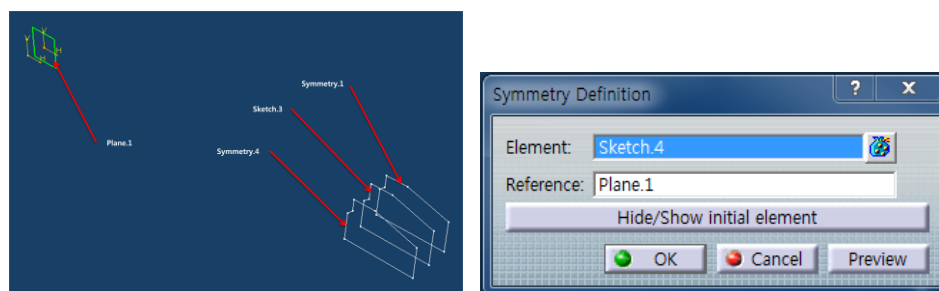 V
V
H
H
Symmetry.1
Sketch.3
Plane.1
Symmetry.4
Symmetry Definition
? X
Element: Sketch.4
Reference: Plane.1
Hide/Show initial element
OK Cancel Preview